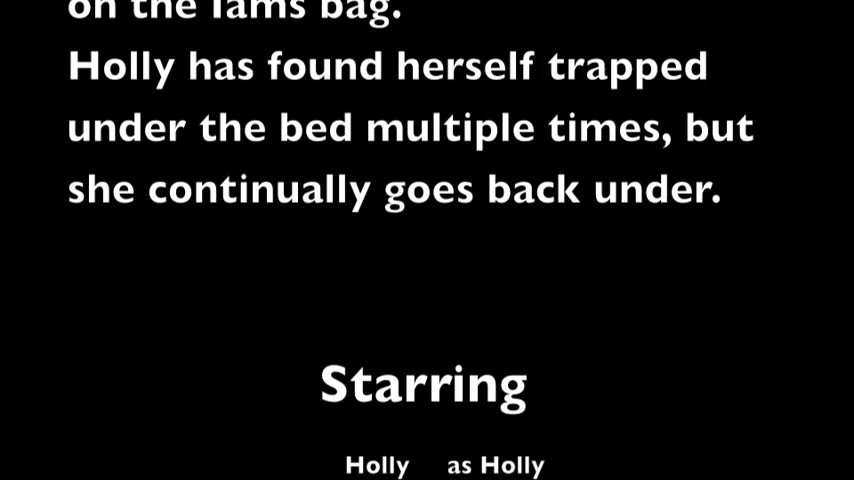 on the Iams bag.
Holly has found herself trapped
under the bed multiple times, but
she continually goes back under.
Starring
Holly as Holly